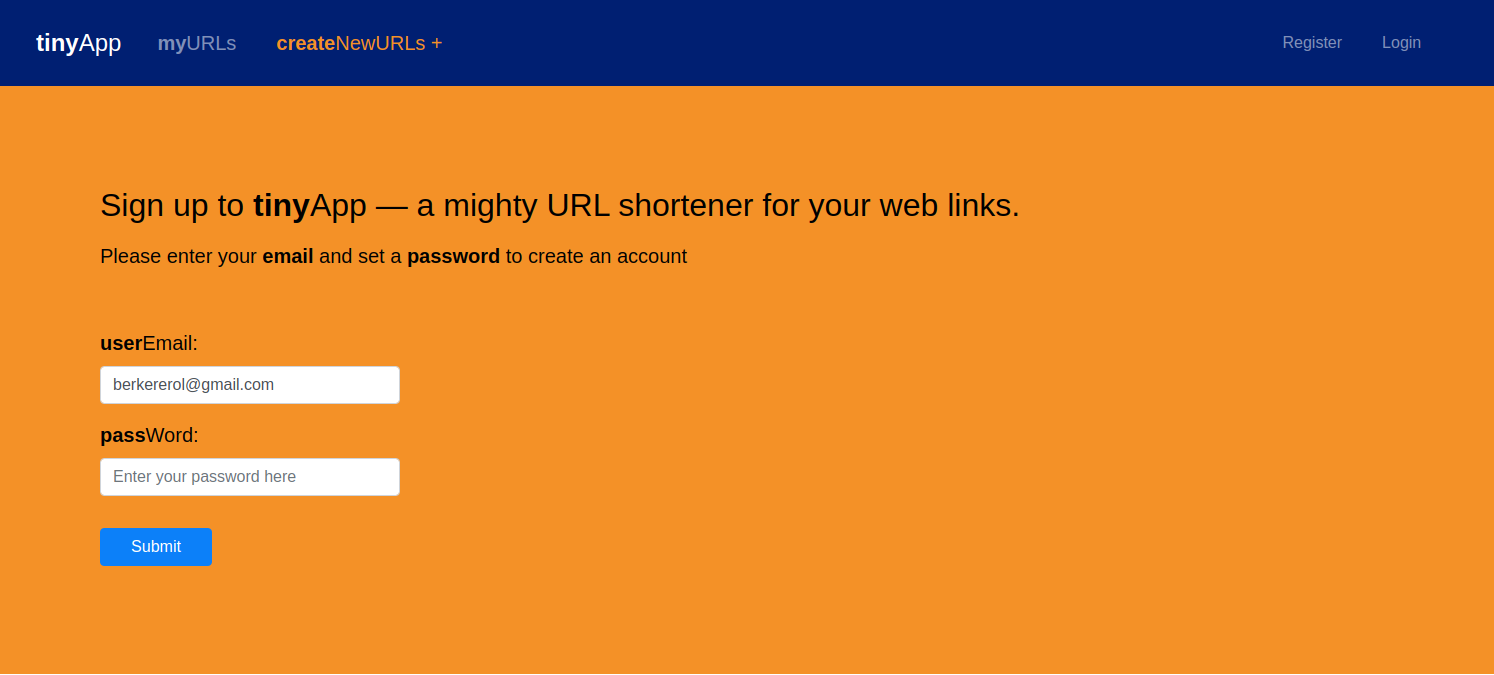 tinyApp myURLs createNewURLs + Register Login
Sign up to tinyApp — a mighty URL shortener for your web links.
Please enter your email and set a password to create an account
userEmail:
berkererol@gmail.com
passWord:
Enter your password here
Submit